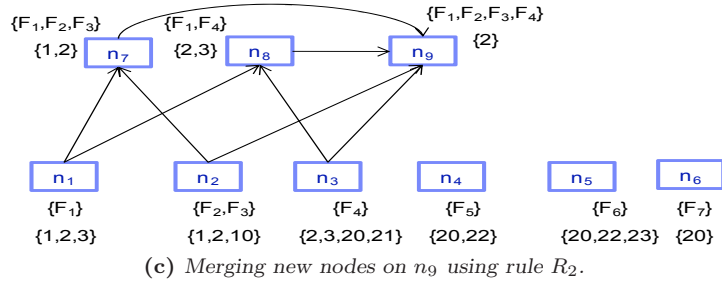 {F₁,F₂,F₃} {F₁,F₄} {F₁,F₂,F₃,F₄}
{1,2} n₇ {2,3} n₈ n₉ {2}
n₁ n₂ n₃ n₄ n₅ n₆
{F₁} {F₂,F₃} {F₄} {F₅} {F₆} {F₇}
{1,2,3} {1,2,10} {2,3,20,21} {20,22} {20,22,23} {20}
(c) Merging new nodes on n₉ using rule R₂.